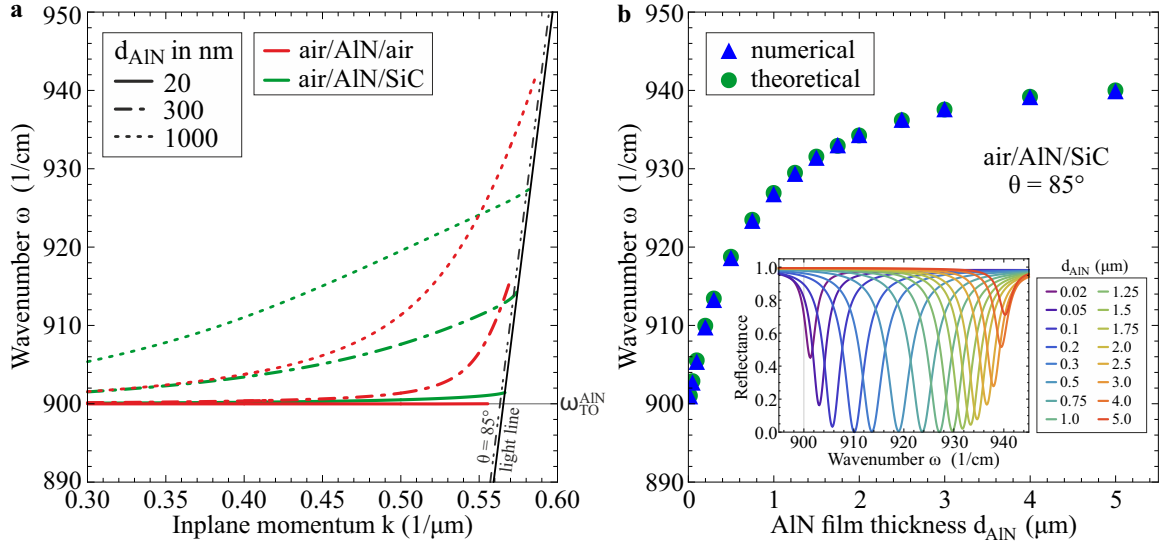 a
950
940
930
920
910
900
890
0.30
0.40
0.50
0.60
Wavenumber ω (1/cm)
Inplane momentum k (1/μm)
d_AlN in nm
20
300
1000
air/AlN/air
air/AlN/SiC
ω_TO^AlN
θ = 85°
light line
b
950
940
930
920
910
900
890
0
1
2
3
4
5
Wavenumber ω (1/cm)
AlN film thickness d_AlN (μm)
numerical
theoretical
air/AlN/SiC
θ = 85°
1.0
0.8
0.6
0.4
0.2
0.0
Reflectance
900
910
920
930
940
Wavenumber ω (1/cm)
d_AlN (μm)
0.02 1.25
0.05 1.5
0.1 1.75
0.2 2.0
0.3 2.5
0.5 3.0
0.75 4.0
1.0 5.0